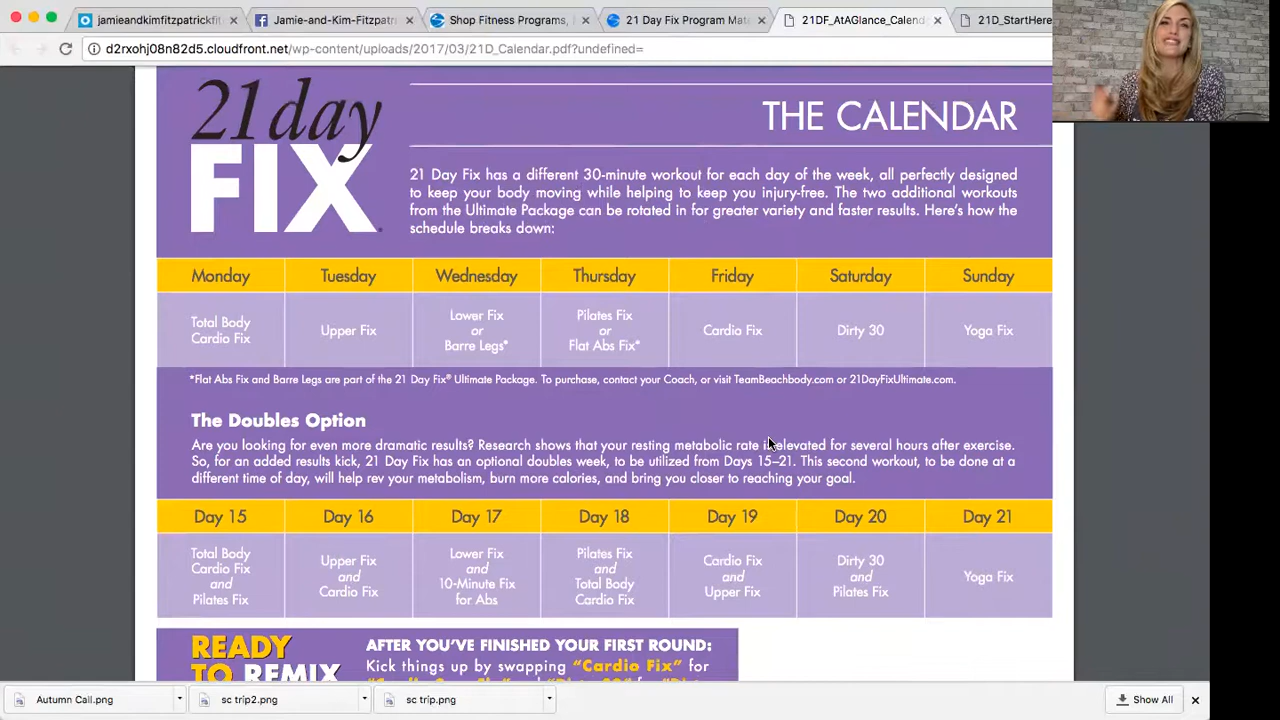 jamieandkimfitzpatrickfit
Jamie-and-Kim-Fitzpatri
Shop Fitness Programs,
21 Day Fix Program Mate
21DF_AtAGlance_Calend
21D_StartHere
d2rxohj08n82d5.cloudfront.net/wp-content/uploads/2017/03/21D_Calendar.pdf?undefined=
21 day
FIX
THE CALENDAR
21 Day Fix has a different 30-minute workout for each day of the week, all perfectly designed
to keep your body moving while helping to keep you injury-free. The two additional workouts
from the Ultimate Package can be rotated in for greater variety and faster results. Here's how the
schedule breaks down:
Monday Tuesday Wednesday Thursday Friday Saturday Sunday
Total Body
Cardio Fix
Upper Fix
Lower Fix
or
Barre Legs*
Pilates Fix
or
Flat Abs Fix*
Cardio Fix
Dirty 30
Yoga Fix
*Flat Abs Fix and Barre Legs are part of the 21 Day Fix® Ultimate Package. To purchase, contact your Coach, or visit TeamBeachbody.com or 21DayFixUltimate.com.
The Doubles Option
Are you looking for even more dramatic results? Research shows that your resting metabolic rate is elevated for several hours after exercise.
So, for an added results kick, 21 Day Fix has an optional doubles week, to be utilized from Days 15–21. This second workout, to be done at a
different time of day, will help rev your metabolism, burn more calories, and bring you closer to reaching your goal.
Day 15 Day 16 Day 17 Day 18 Day 19 Day 20 Day 21
Total Body
Cardio Fix
and
Pilates Fix
Upper Fix
and
Cardio Fix
Lower Fix
and
10-Minute Fix
for Abs
Pilates Fix
and
Total Body
Cardio Fix
Cardio Fix
and
Upper Fix
Dirty 30
and
Pilates Fix
Yoga Fix
READY
TO REMIX
AFTER YOU'VE FINISHED YOUR FIRST ROUND:
Kick things up by swapping "Cardio Fix" for
Autumn Call.png
sc trip2.png
sc trip.png
Show All